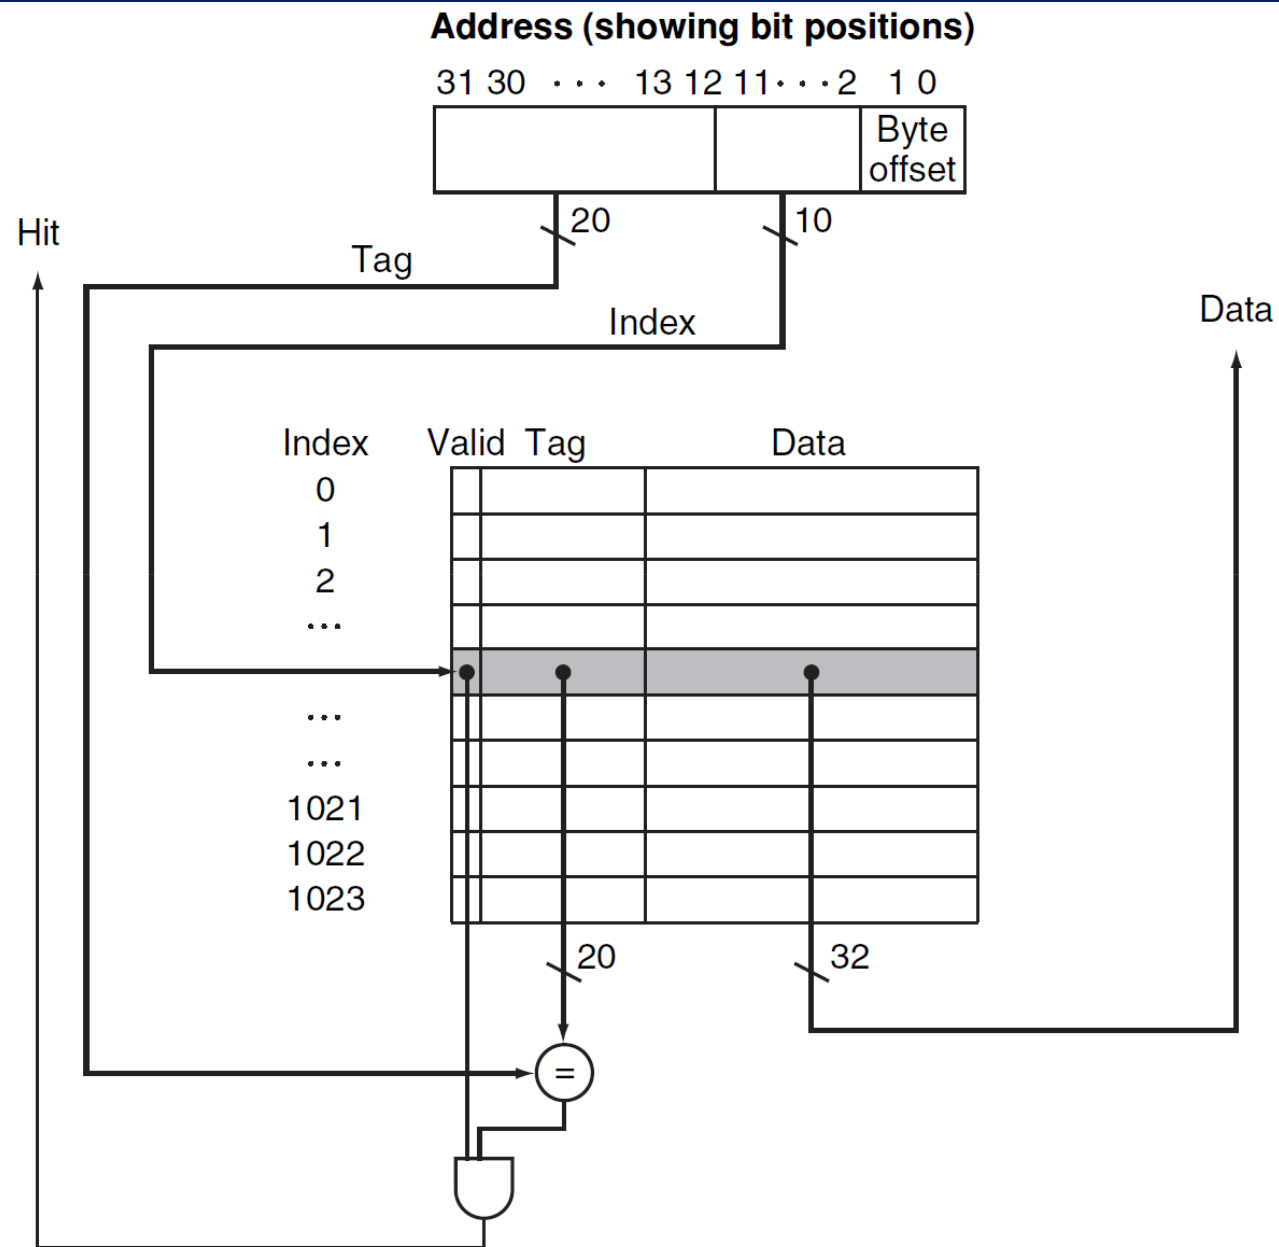 Address (showing bit positions)
31 30 · · · 13 12 11 · · · 2 1 0
Byte
offset
20
10
Hit
Tag
Index
Data
Index Valid Tag Data
0
1
2
...
...
...
1021
1022
1023
20
32
=